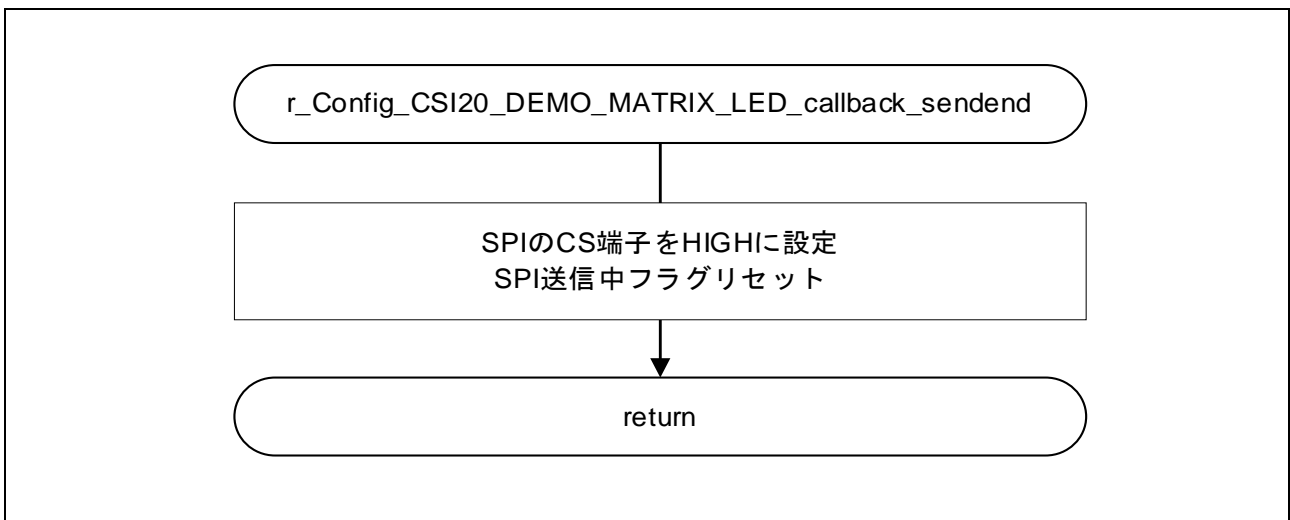 r_Config_CSI20_DEMO_MATRIX_LED_callback_sendend
SPIのCS端子をHIGHに設定
SPI送信中フラグリセット
return